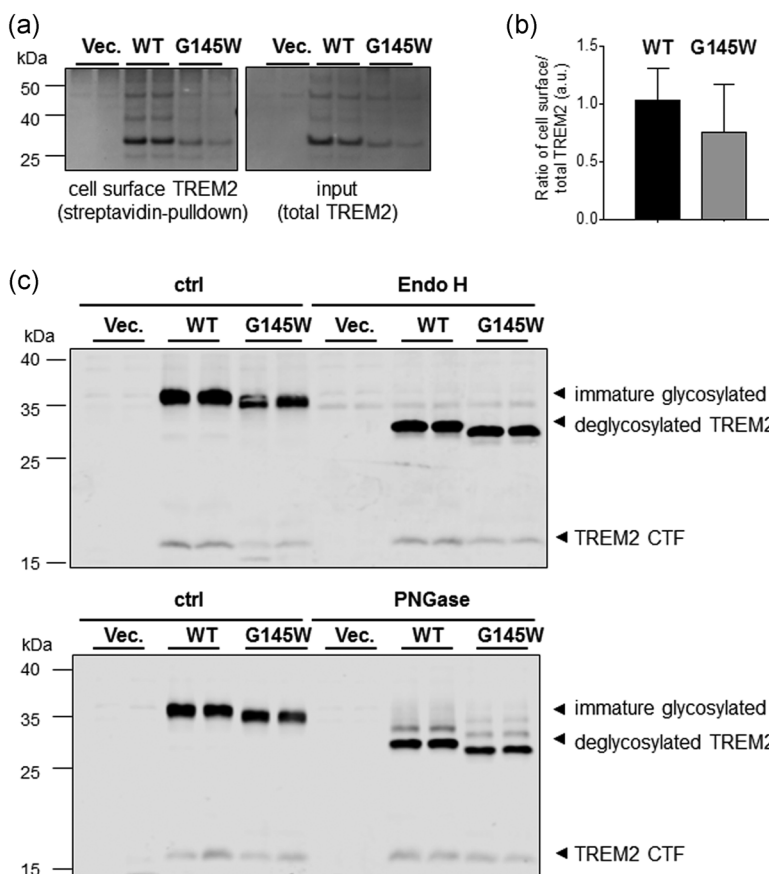 (a)
Vec. WT G145W Vec. WT G145W
kDa
50
40
25
cell surface TREM2
(streptavidin-pulldown)
input
(total TREM2)
(b)
WT G145W
Ratio of cell surface/
total TREM2 (a.u.)
1.5
1.0
0.5
0.0
(c)
ctrl Endo H
Vec. WT G145W Vec. WT G145W
kDa
40
35
25
15
immature glycosylated
deglycosylated TREM2
TREM2 CTF
ctrl PNGase
Vec. WT G145W Vec. WT G145W
kDa
40
35
25
15
immature glycosylated
deglycosylated TREM2
TREM2 CTF